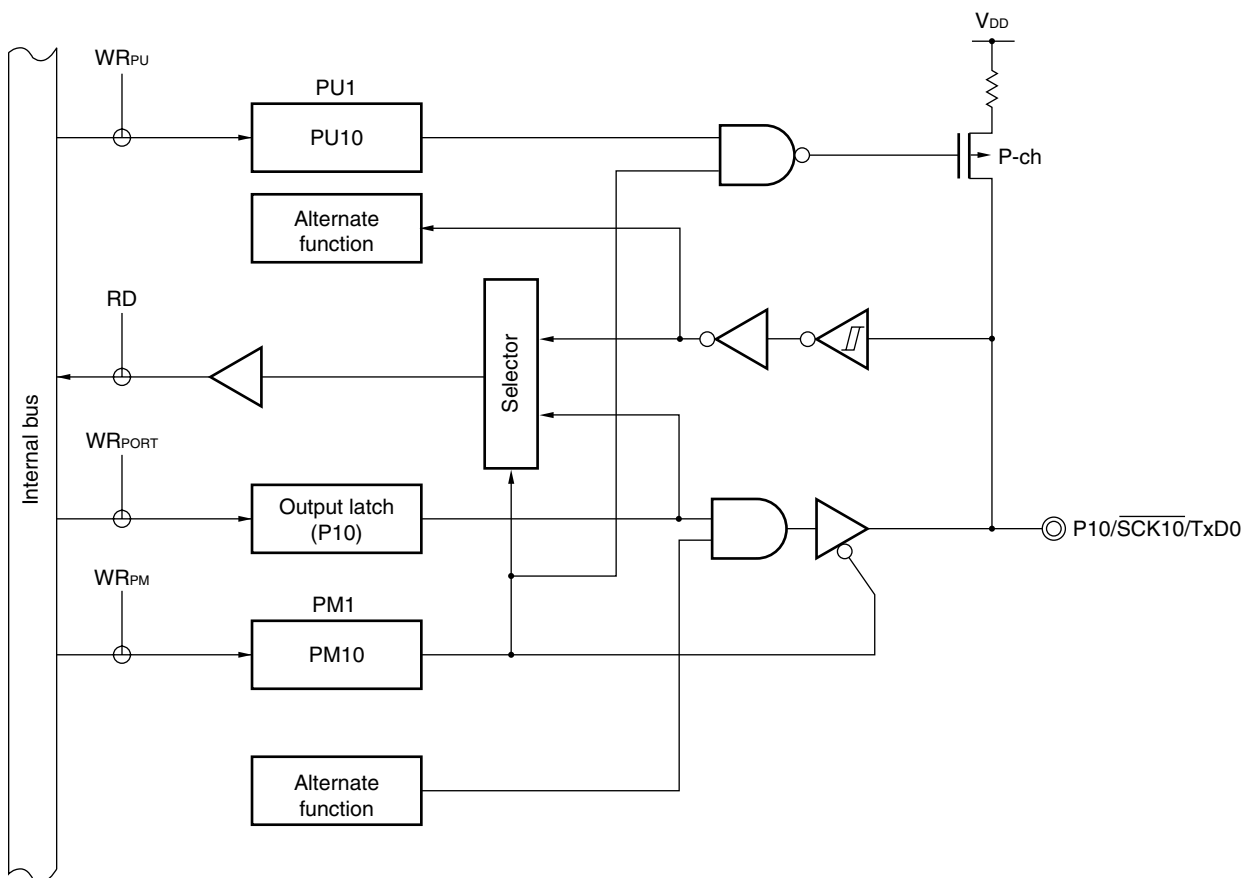 VDD
WRPU
PU1
PU10
P-ch
Alternate
function
RD
Selector
Internal bus
WRPORT
Output latch
(P10)
P10/SCK10/TxD0
WRPM
PM1
PM10
Alternate
function